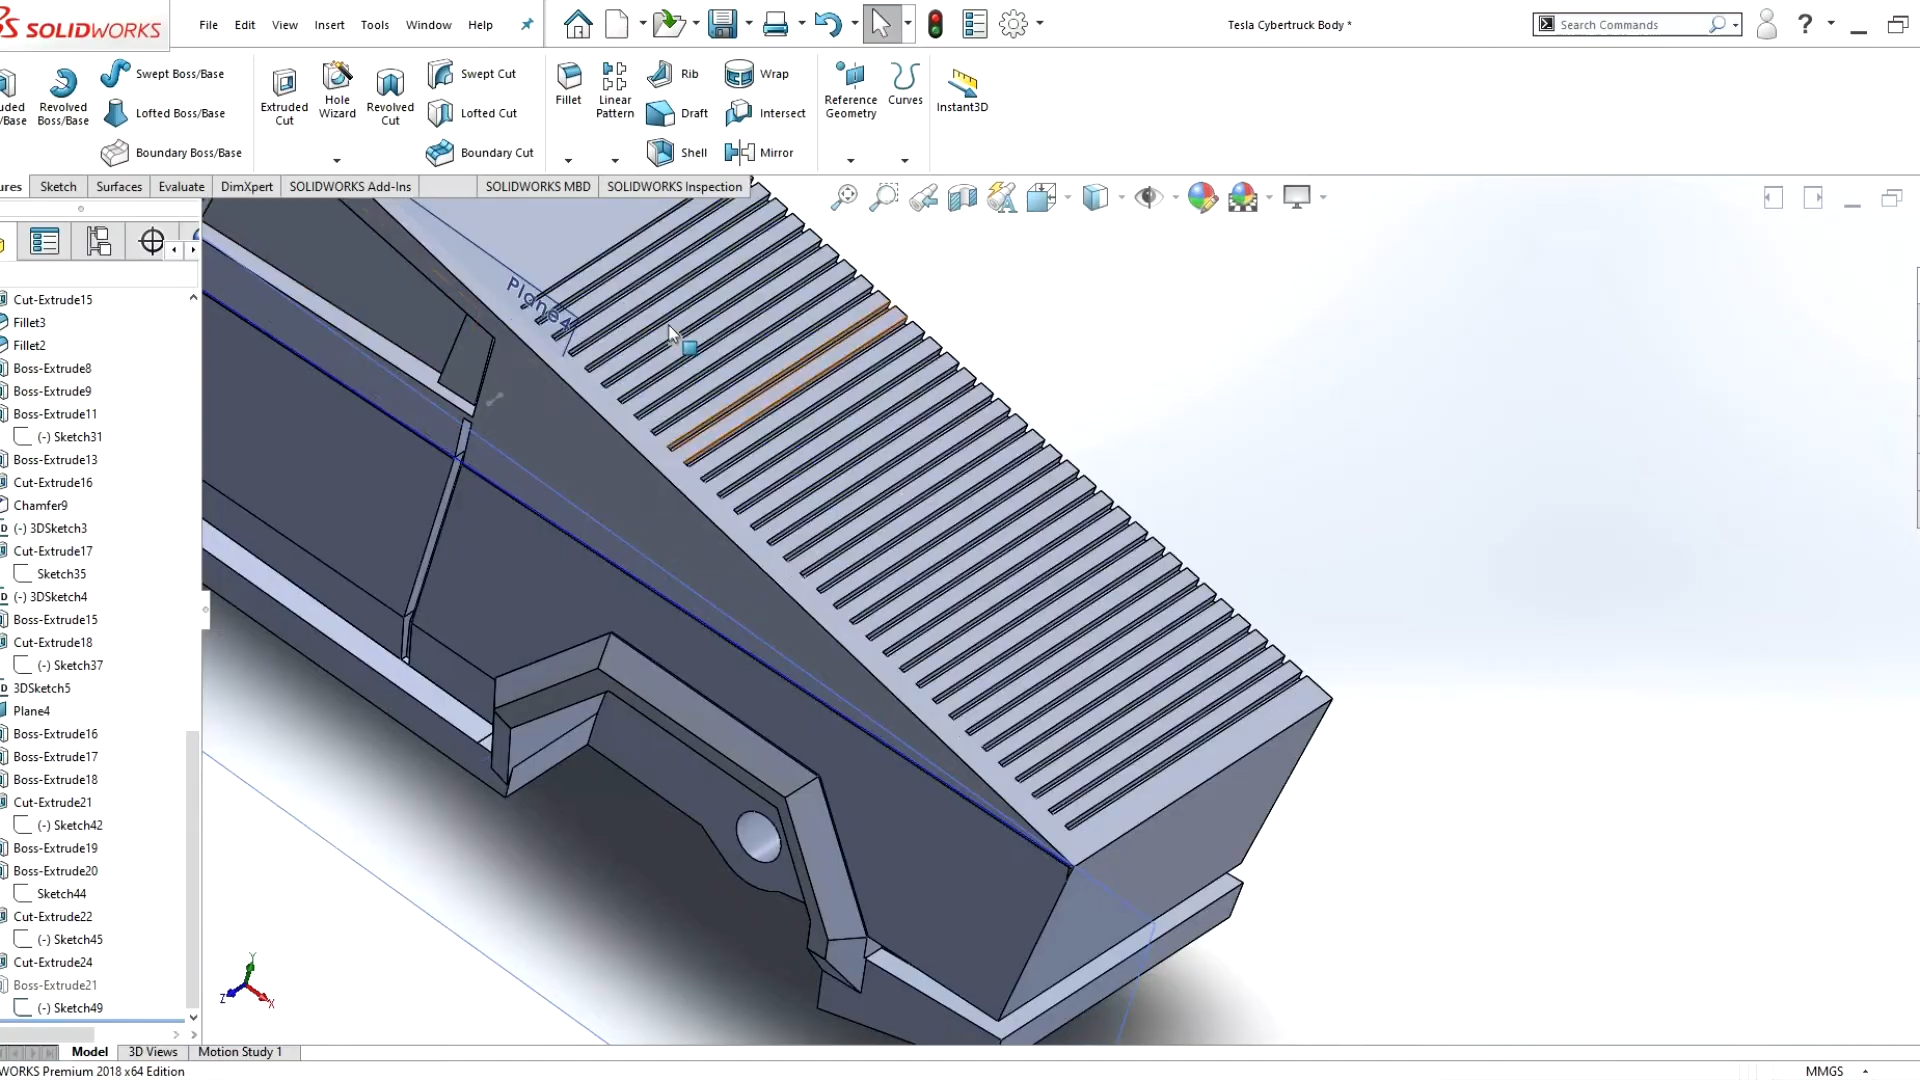 SOLIDWORKS
File Edit View Insert Tools Window Help
Tesla Cybertruck Body *
Search Commands
?
uded
/Base
Revolved
Boss/Base
Swept Boss/Base
Lofted Boss/Base
Boundary Boss/Base
Extruded
Cut
Hole
Wizard
Revolved
Cut
Swept Cut
Lofted Cut
Boundary Cut
Fillet
Linear
Pattern
Rib
Draft
Shell
Wrap
Intersect
Mirror
Reference
Geometry
Curves
Instant3D
ures Sketch Surfaces Evaluate DimXpert SOLIDWORKS Add-Ins SOLIDWORKS MBD SOLIDWORKS Inspection
Cut-Extrude15
Fillet3
Fillet2
Boss-Extrude8
Boss-Extrude9
Boss-Extrude11
(-) Sketch31
Boss-Extrude13
Cut-Extrude16
Chamfer9
(-) 3DSketch3
Cut-Extrude17
Sketch35
(-) 3DSketch4
Boss-Extrude15
Cut-Extrude18
(-) Sketch37
3DSketch5
Plane4
Boss-Extrude16
Boss-Extrude17
Boss-Extrude18
Cut-Extrude21
(-) Sketch42
Boss-Extrude19
Boss-Extrude20
Sketch44
Cut-Extrude22
(-) Sketch45
Cut-Extrude24
Boss-Extrude21
(-) Sketch49
Plane4
Y
Z
X
Model 3D Views Motion Study 1
WORKS Premium 2018 x64 Edition
MMGS